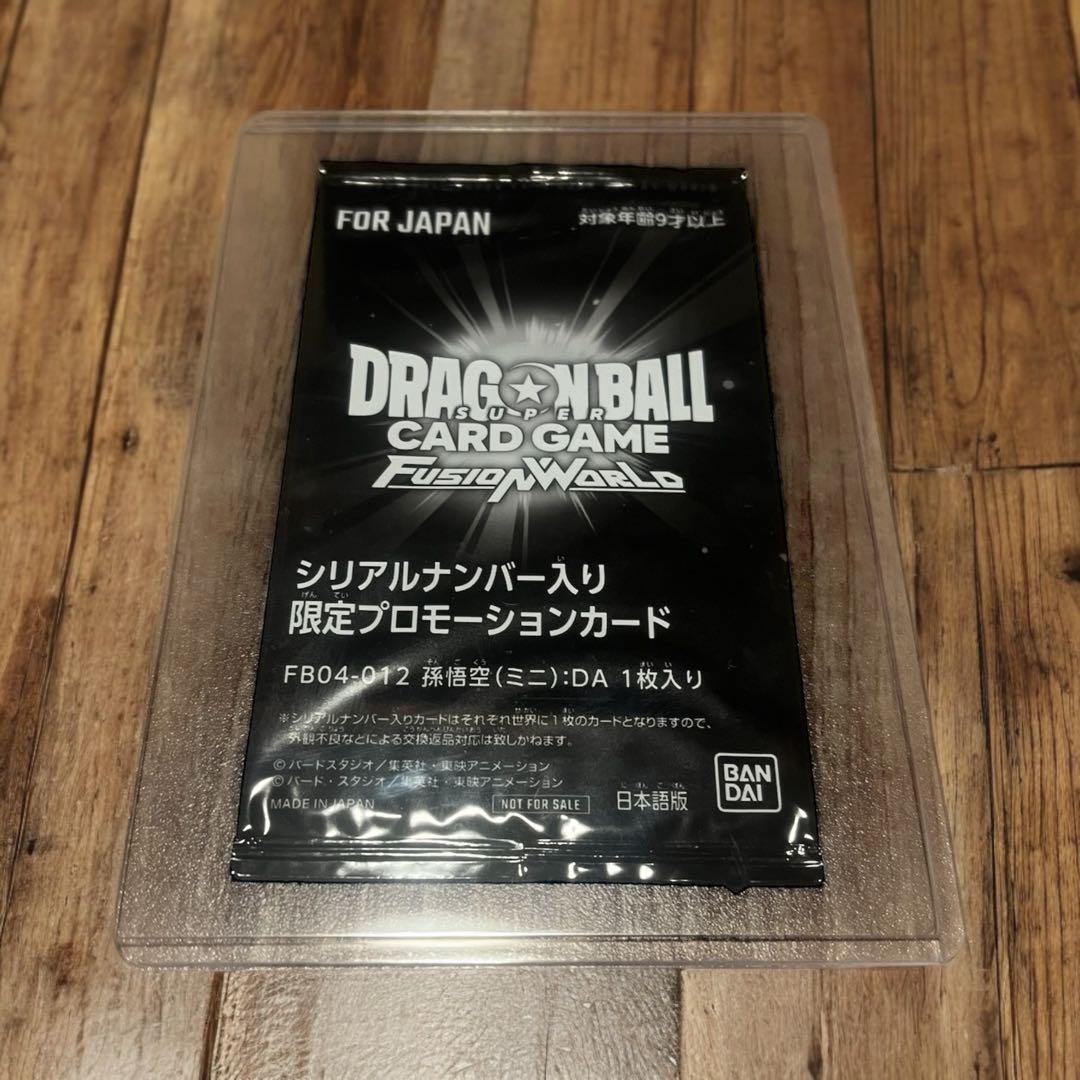 FOR JAPAN
対象年齢9才以上
DRAGON BALL
SUPER
CARD GAME
FUSION WORLD
シリアルナンバー入り
限定プロモーションカード
FB04-012 孫悟空(ミニ):DA 1枚入り
※シリアルナンバー入りカードはそれぞれ世界に1枚のカードとなりますので、
外観不良などによる交換返品対応は致しかねます。
©バードスタジオ/集英社・東映アニメーション
©バード・スタジオ/集英社・東映アニメーション
MADE IN JAPAN
NOT FOR SALE
日本語版
BAN
DAI